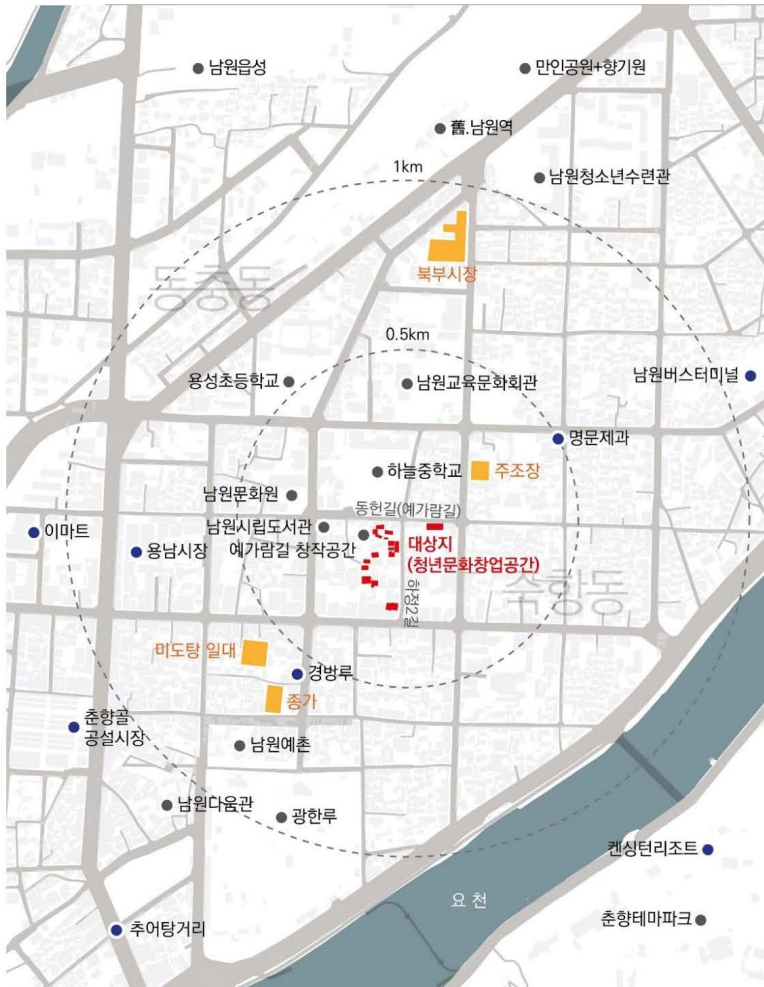 남원읍성
만인공원+향기원
舊.남원역
남원청소년수련관
1km
북부시장
동충동
0.5km
용성초등학교
남원교육문화회관
남원버스터미널
명문제과
하늘중학교
주조장
남원문화원
동헌길(예가람길)
남원시립도서관
이마트
예가람길 창작공간
대상지
(청년문화창업공간)
용남시장
하정2길
죽항동
미도탕 일대
경방루
종가
춘향골
공설시장
남원예촌
남원다움관
광한루
켄싱턴리조트
요천
춘향테마파크
추어탕거리